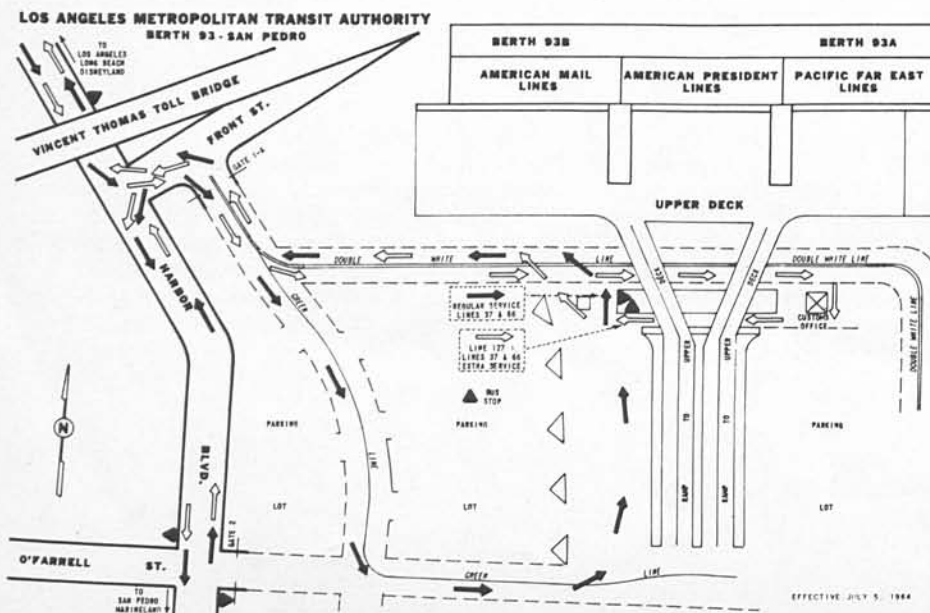 LOS ANGELES METROPOLITAN TRANSIT AUTHORITY
BERTH 93 - SAN PEDRO
TO
LOS ANGELES
LONG BEACH
DISNEYLAND
VINCENT THOMAS TOLL BRIDGE
FRONT ST.
GATE 1-A
BERTH 93B
BERTH 93A
AMERICAN MAIL
LINES
AMERICAN PRESIDENT
LINES
PACIFIC FAR EAST
LINES
UPPER DECK
DOUBLE WHITE LINE
DOUBLE WHITE LINE
DOUBLE WHITE LINE
DECK
DECK
HARBOR
BLVD.
GREEN
LINE
REGULAR SERVICE
LINES 37 & 66
LINE 127
LINES 37 & 66
EXTRA SERVICE
BUS
STOP
CUSTOMS
OFFICE
UPPER
UPPER
TO
TO
RAMP
RAMP
N
PARKING
LOT
PARKING
LOT
PARKING
LOT
GATE 2
O'FARRELL ST.
TO
SAN PEDRO
MARINELAND
GREEN LINE
EFFECTIVE JULY 5, 1964